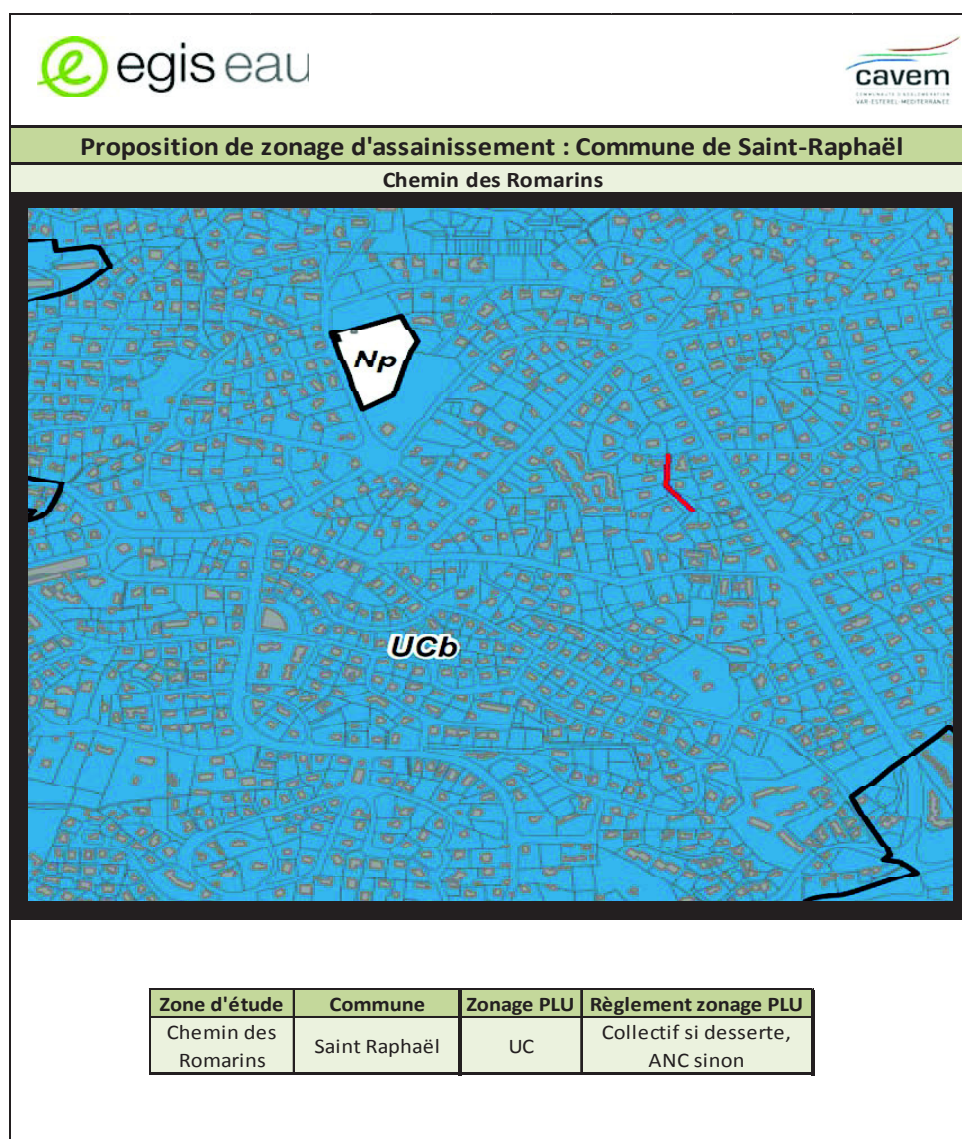 egis eau
cavem
COMMUNAUTÉ D'AGGLOMÉRATION
VAR-ESTEREL-MÉDITERRANÉE
Proposition de zonage d'assainissement : Commune de Saint-Raphaël
Chemin des Romarins
Np
UCb
Zone d'étude Commune Zonage PLU Règlement zonage PLU
Chemin des Romarins Saint Raphaël UC Collectif si desserte, ANC sinon